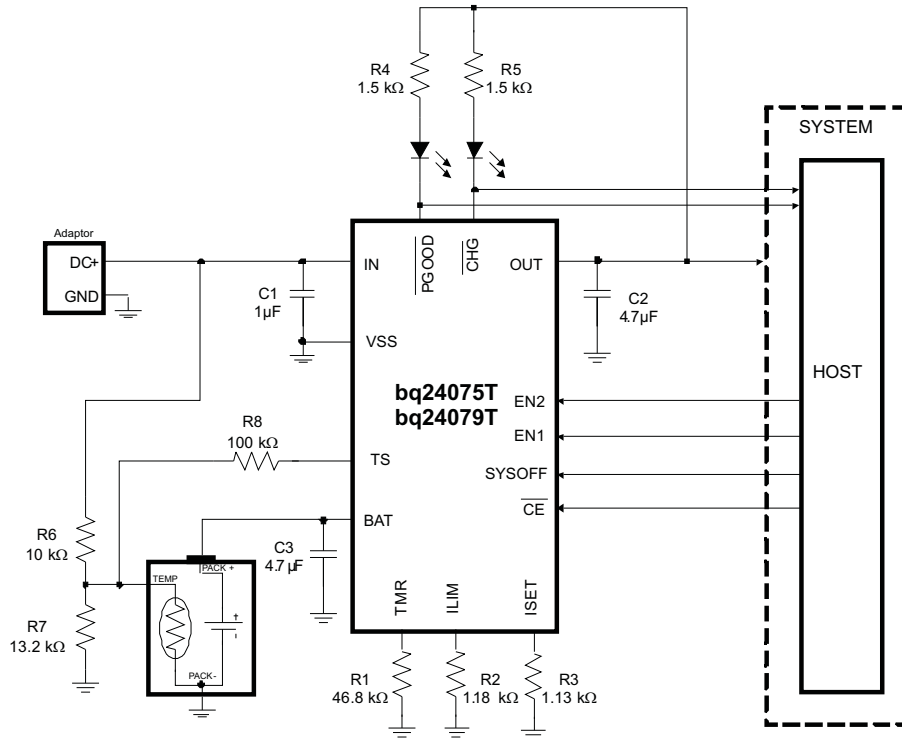 R4
1.5 kΩ
R5
1.5 kΩ
SYSTEM
Adaptor
DC+
GND
IN
PGOOD
CHG
OUT
C1
1µF
C2
4.7µF
VSS
HOST
bq24075T
bq24079T
EN2
EN1
R8
100 kΩ
TS
SYSOFF
CE
BAT
R6
10 kΩ
C3
4.7 µF
PACK +
TEMP
+
-
R7
13.2 kΩ
PACK-
TMR
ILIM
ISET
R1
46.8 kΩ
R2
1.18 kΩ
R3
1.13 kΩ